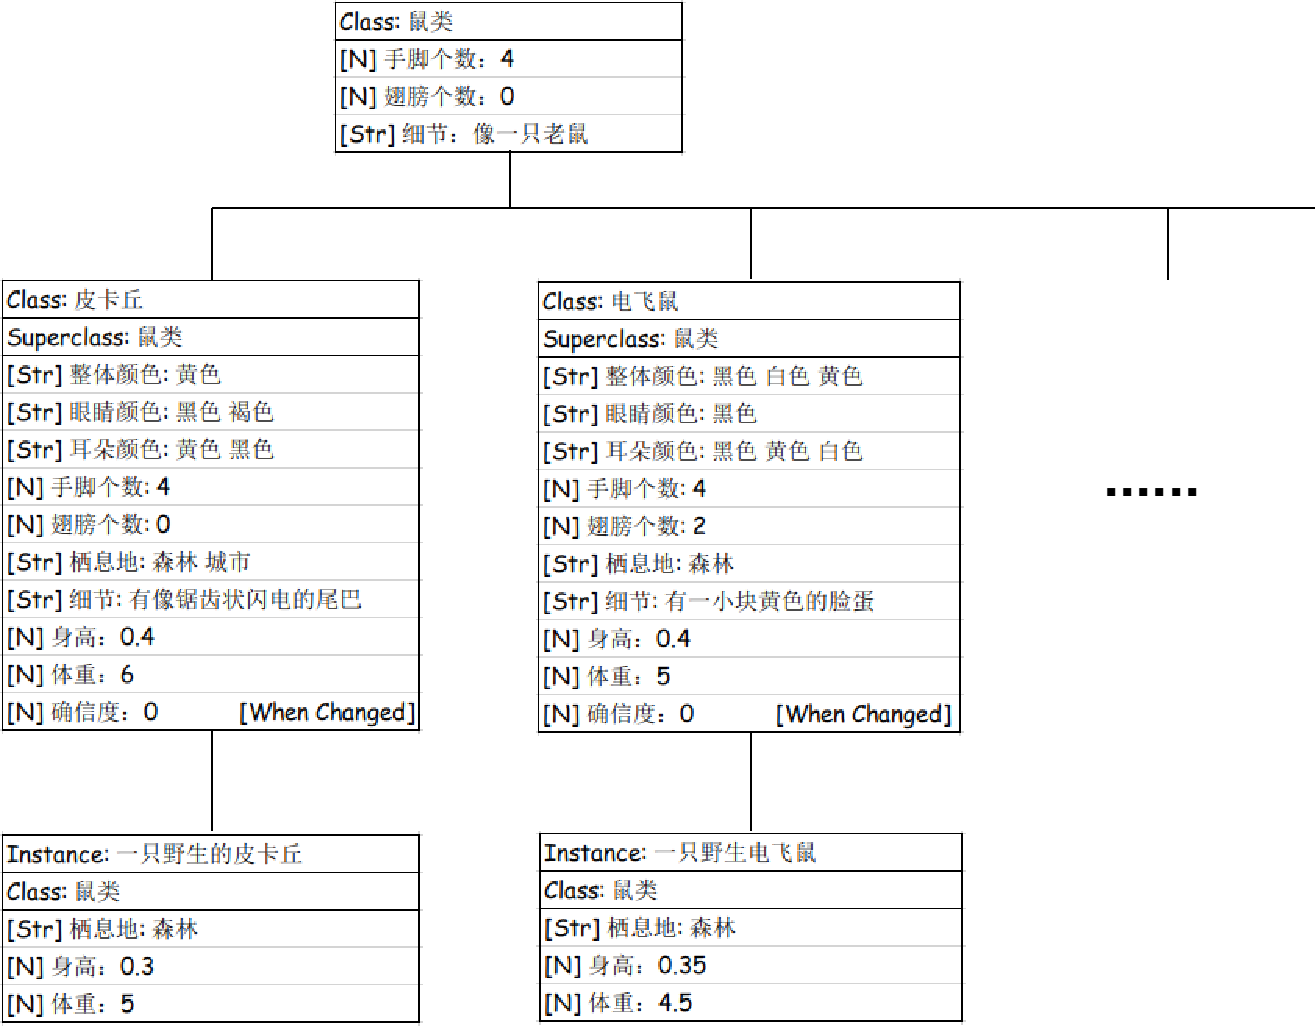 Class: 鼠类
[N] 手脚个数：4
[N] 翅膀个数：0
[Str] 细节：像一只老鼠
Class: 皮卡丘
Superclass: 鼠类
[Str] 整体颜色: 黄色
[Str] 眼睛颜色: 黑色 褐色
[Str] 耳朵颜色: 黄色 黑色
[N] 手脚个数: 4
[N] 翅膀个数: 0
[Str] 栖息地: 森林 城市
[Str] 细节: 有像锯齿状闪电的尾巴
[N] 身高：0.4
[N] 体重：6
[N] 确信度：0 [When Changed]
Class: 电飞鼠
Superclass: 鼠类
[Str] 整体颜色: 黑色 白色 黄色
[Str] 眼睛颜色: 黑色
[Str] 耳朵颜色: 黑色 黄色 白色
[N] 手脚个数: 4
[N] 翅膀个数: 2
[Str] 栖息地: 森林
[Str] 细节: 有一小块黄色的脸蛋
[N] 身高：0.4
[N] 体重：5
[N] 确信度：0 [When Changed]
......
Instance: 一只野生的皮卡丘
Class: 鼠类
[Str] 栖息地: 森林
[N] 身高：0.3
[N] 体重：5
Instance: 一只野生电飞鼠
Class: 鼠类
[Str] 栖息地: 森林
[N] 身高：0.35
[N] 体重：4.5